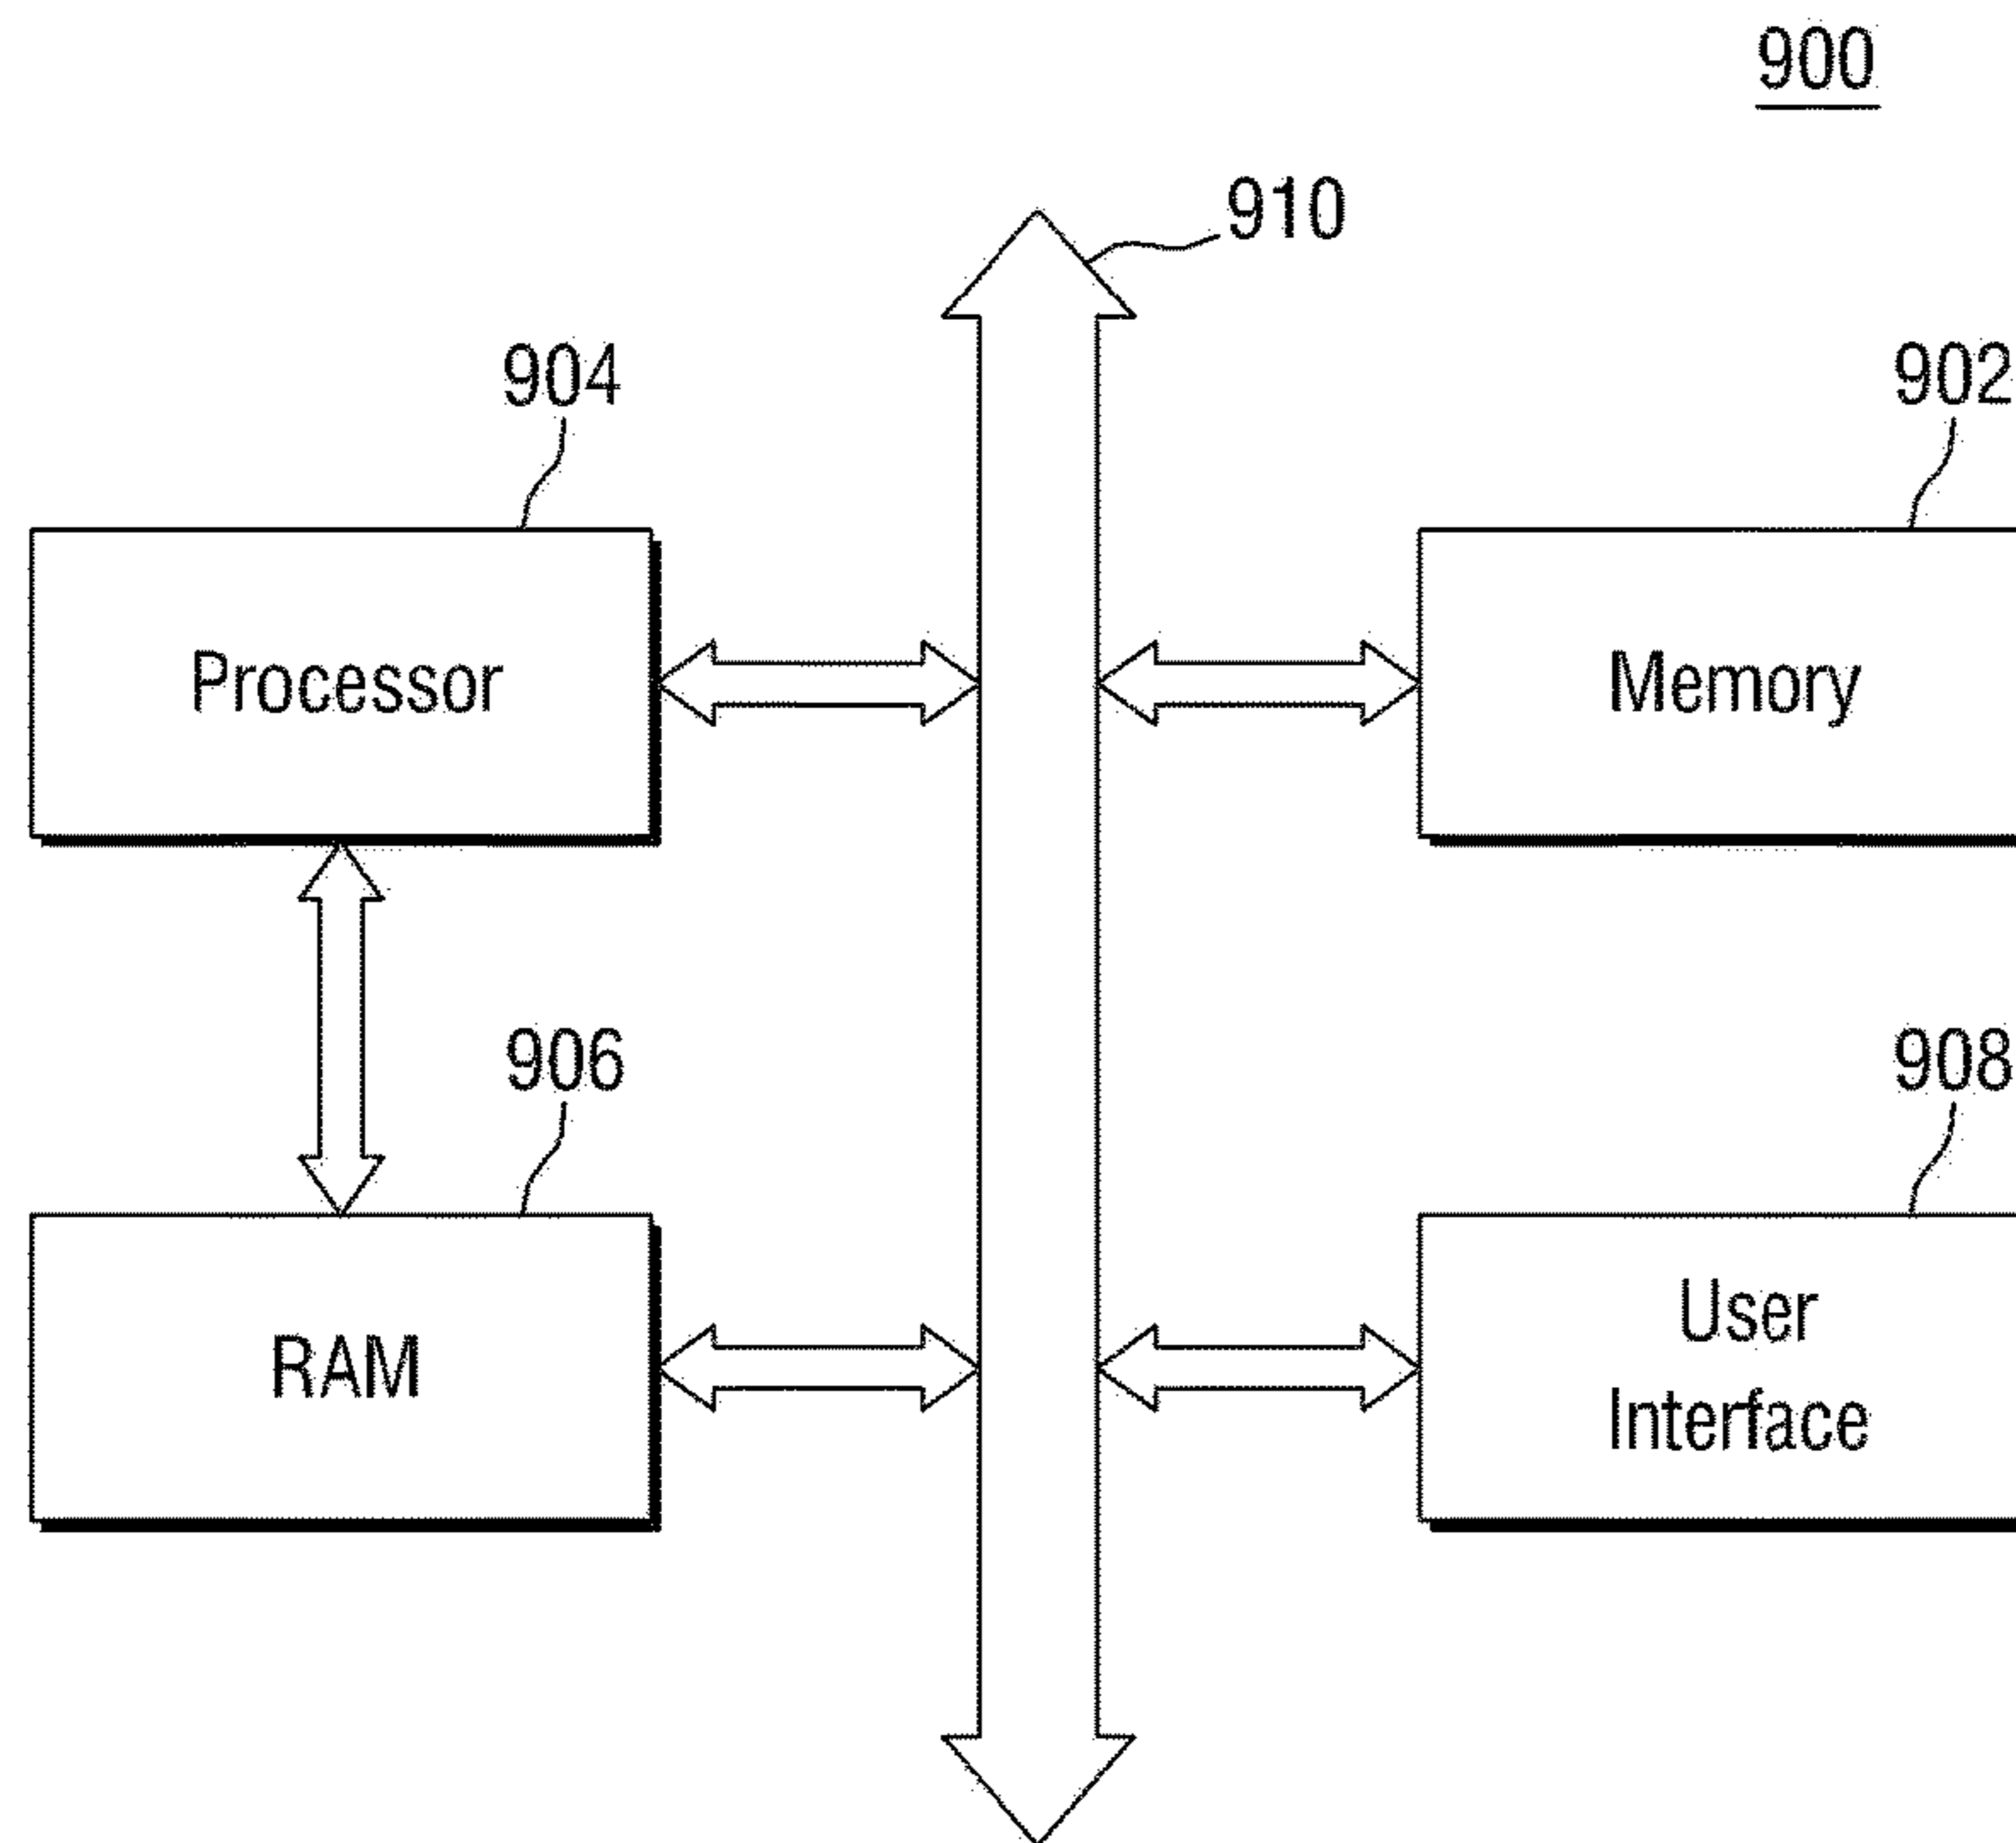 900
910
904
902
Processor
Memory
906
908
RAM
User
Interface